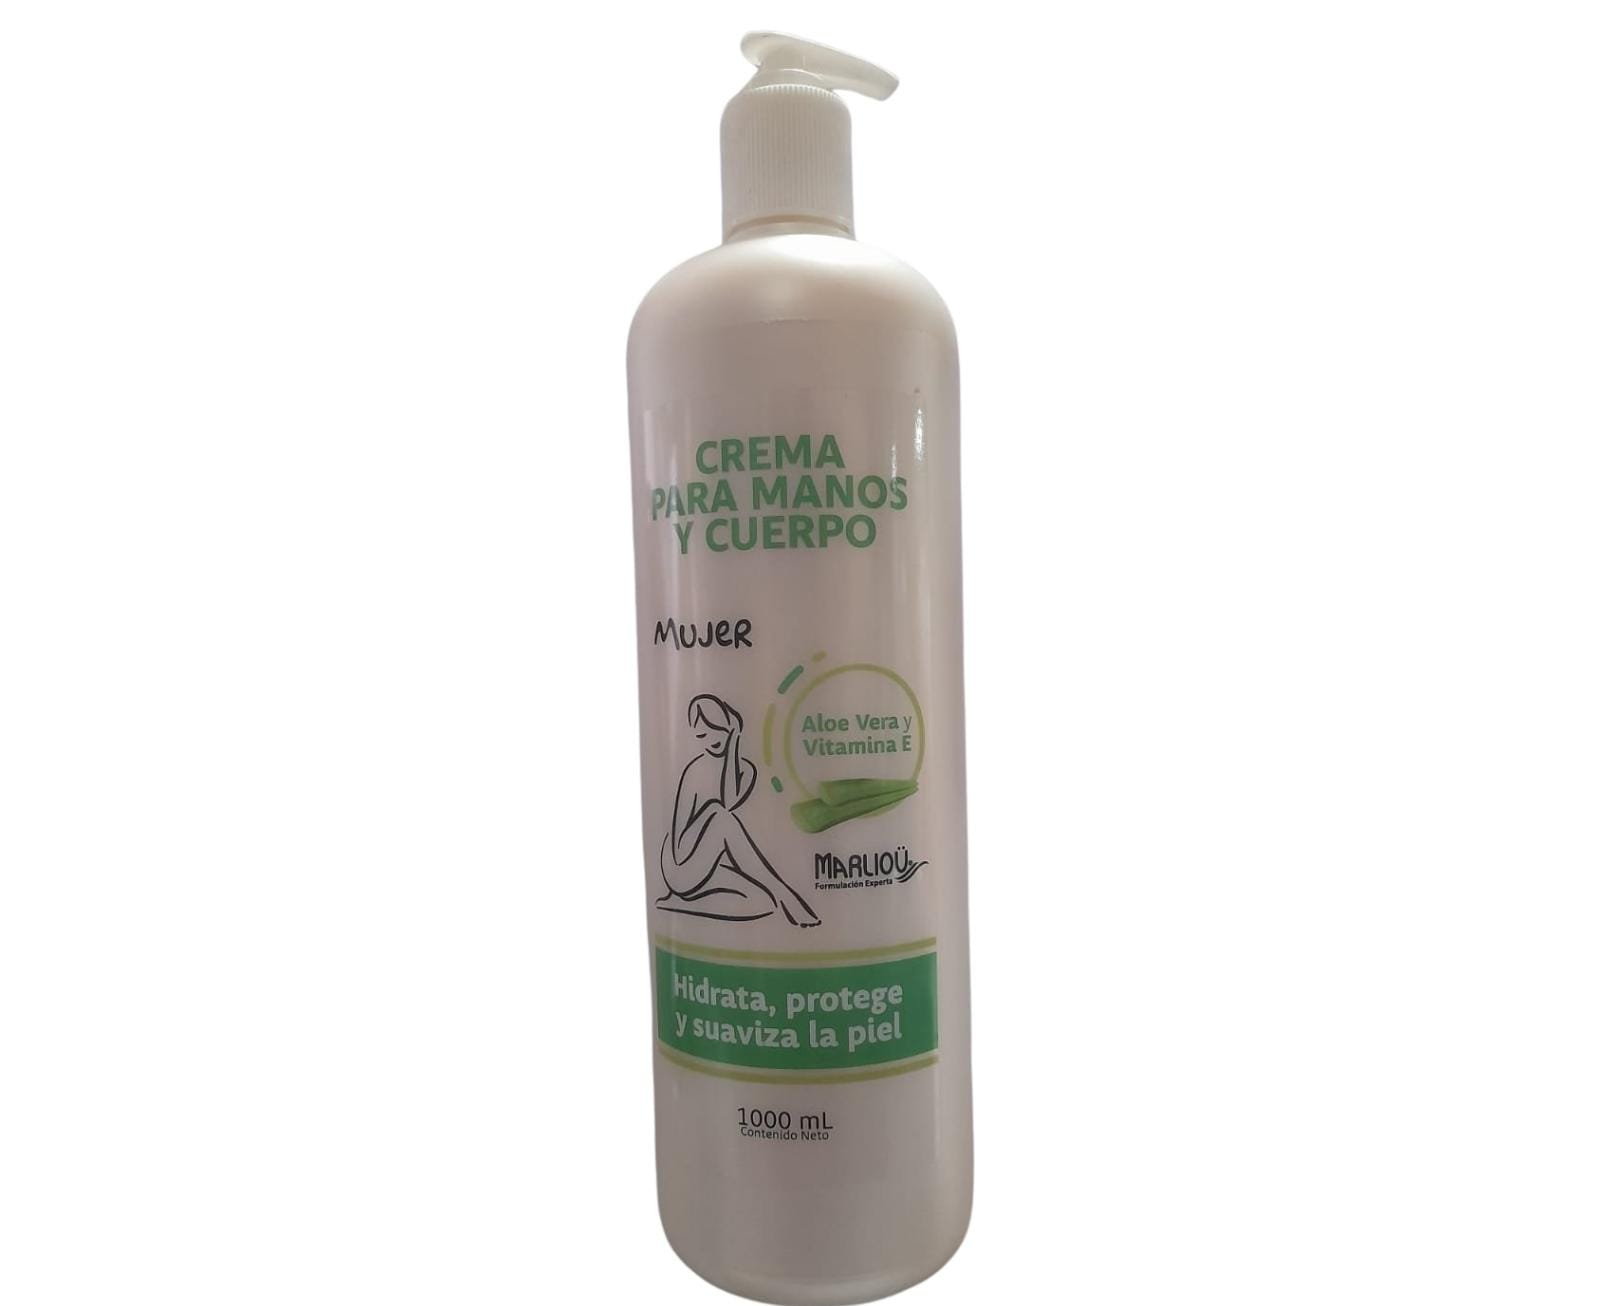 CREMA
PARA MANOS
Y CUERPO
Mujer
Aloe Vera y
Vitamina E
MARLIOÜ
Formulación Experta
Hidrata, protege
y suaviza la piel
1000 mL
Contenido Neto